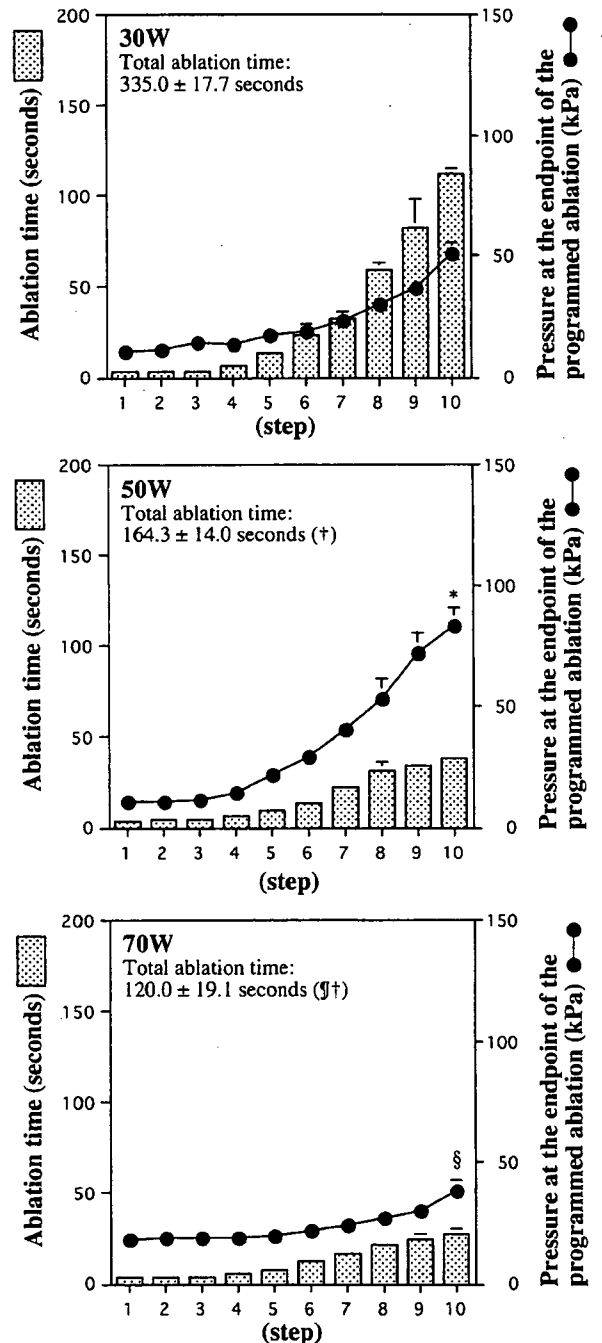 30W
Total ablation time:
335.0 ± 17.7 seconds
Ablation time (seconds)
200
150
100
50
0
150
100
50
0
Pressure at the endpoint of the
programmed ablation (kPa)
1 2 3 4 5 6 7 8 9 10
(step)
50W
Total ablation time:
164.3 ± 14.0 seconds (†)
Ablation time (seconds)
200
150
100
50
0
*
150
100
50
0
Pressure at the endpoint of the
programmed ablation (kPa)
1 2 3 4 5 6 7 8 9 10
(step)
70W
Total ablation time:
120.0 ± 19.1 seconds (¶†)
Ablation time (seconds)
200
150
100
50
0
§
150
100
50
0
Pressure at the endpoint of the
programmed ablation (kPa)
1 2 3 4 5 6 7 8 9 10
(step)